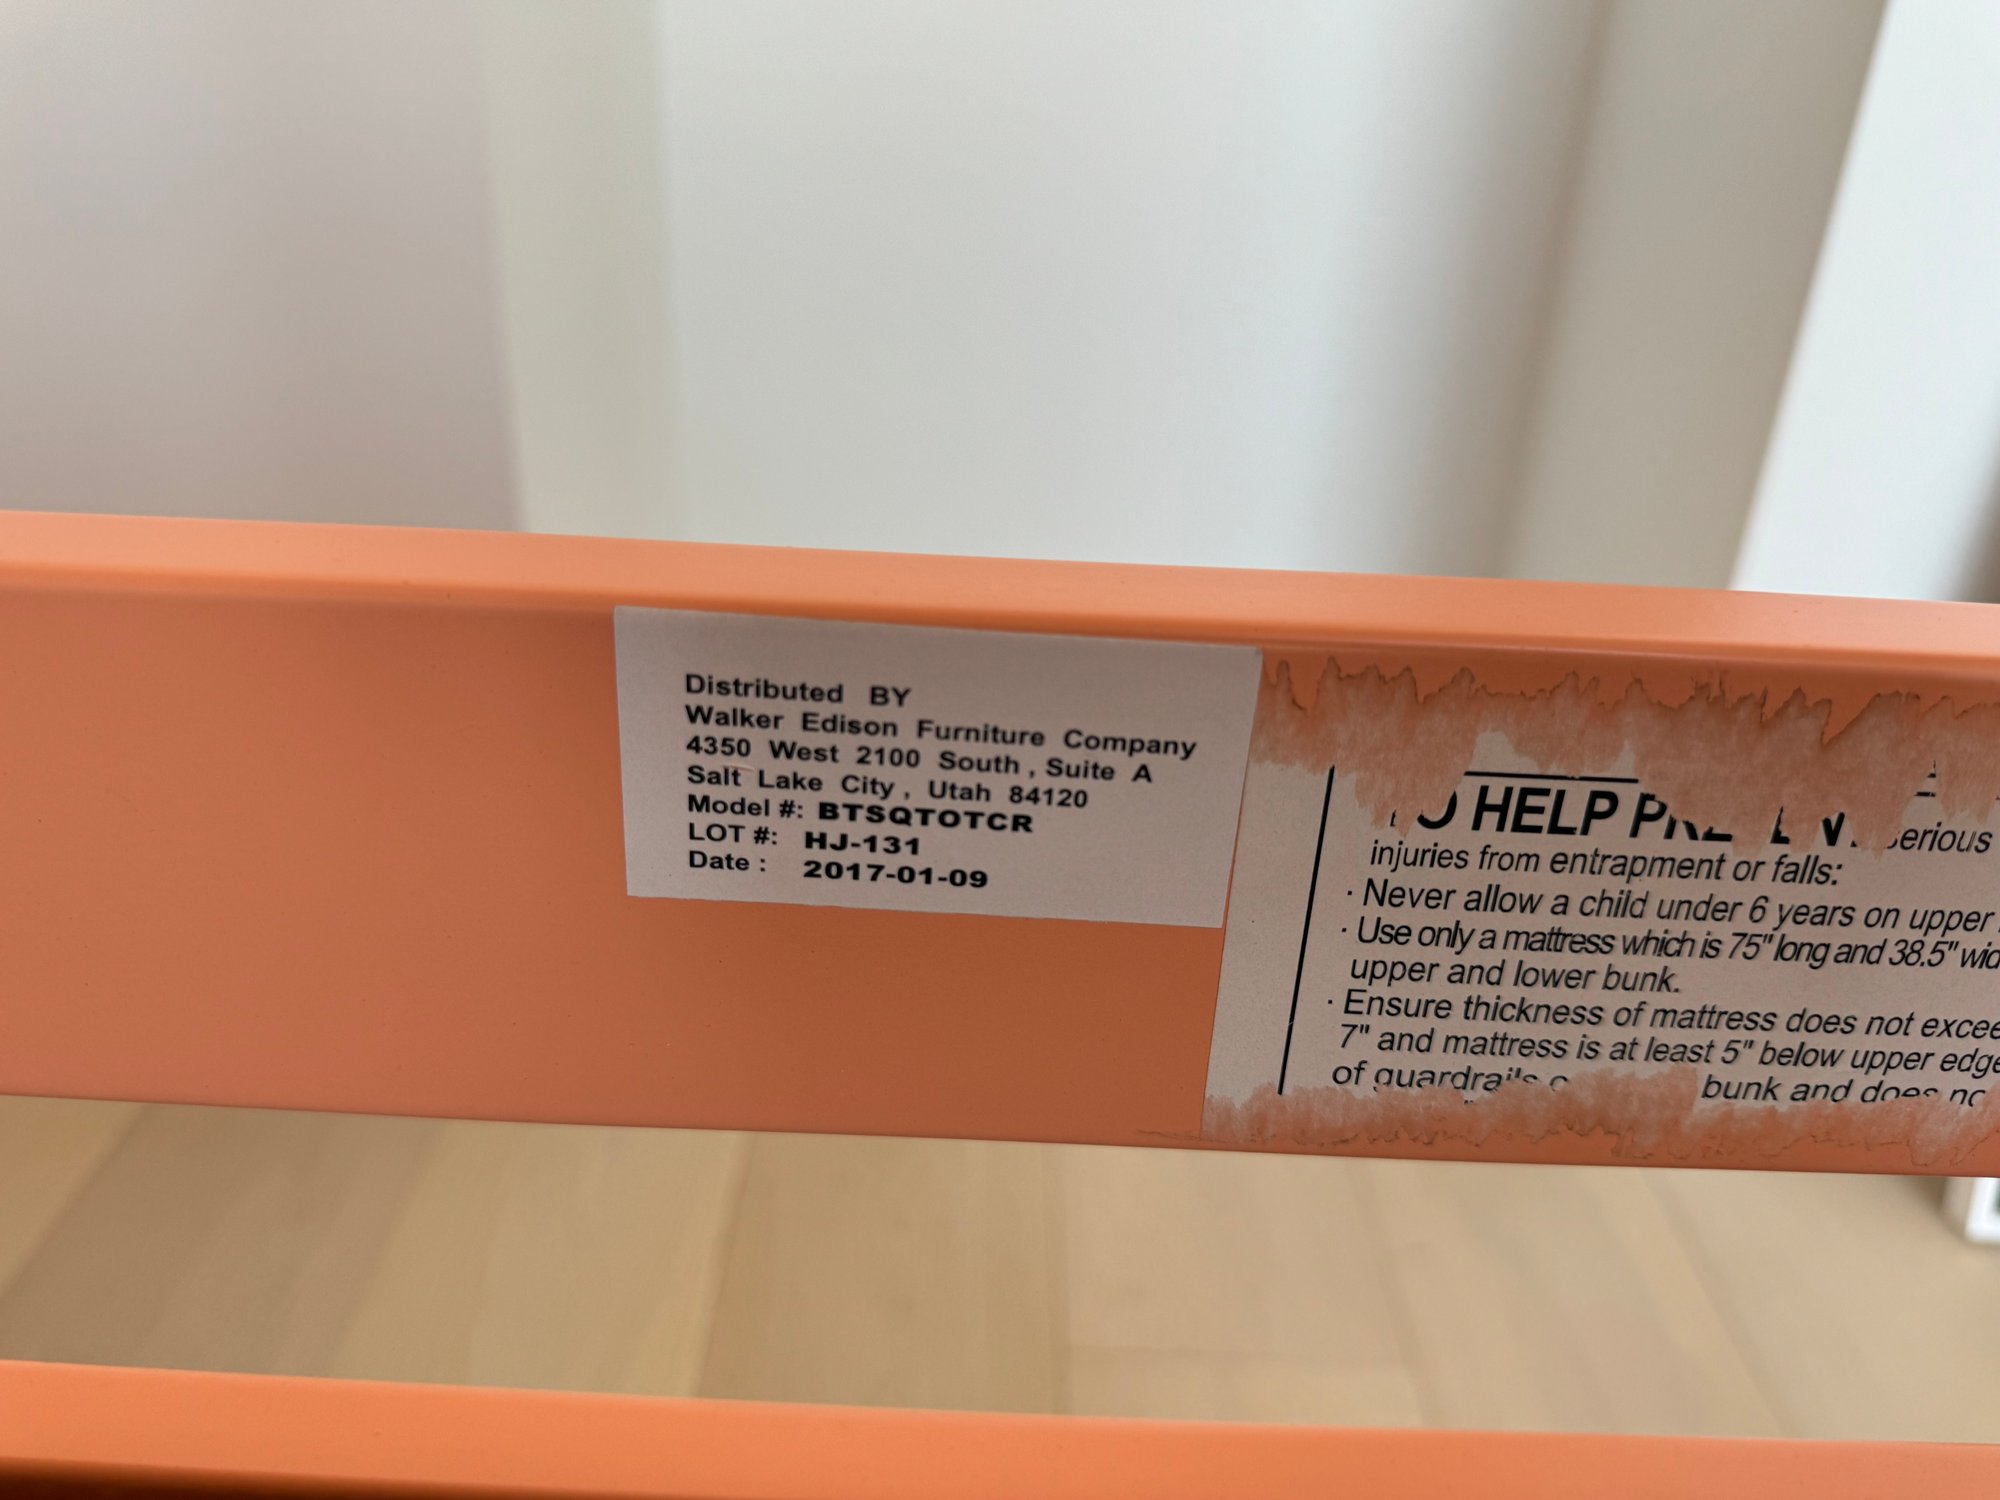 Distributed BY
Walker Edison Furniture Company
4350 West 2100 South, Suite A
Salt Lake City, Utah 84120
Model #: BTSQTOTCR
LOT #: HJ-131
Date: 2017-01-09
HELP
injuries from entrapment or falls:
· Never allow a child under 6 years on upper
· Use only a mattress which is 75" long and 38.5"
upper and lower bunk.
· Ensure thickness of mattress does not
7" and mattress is at least 5" below upper
of guardrails bunk and does